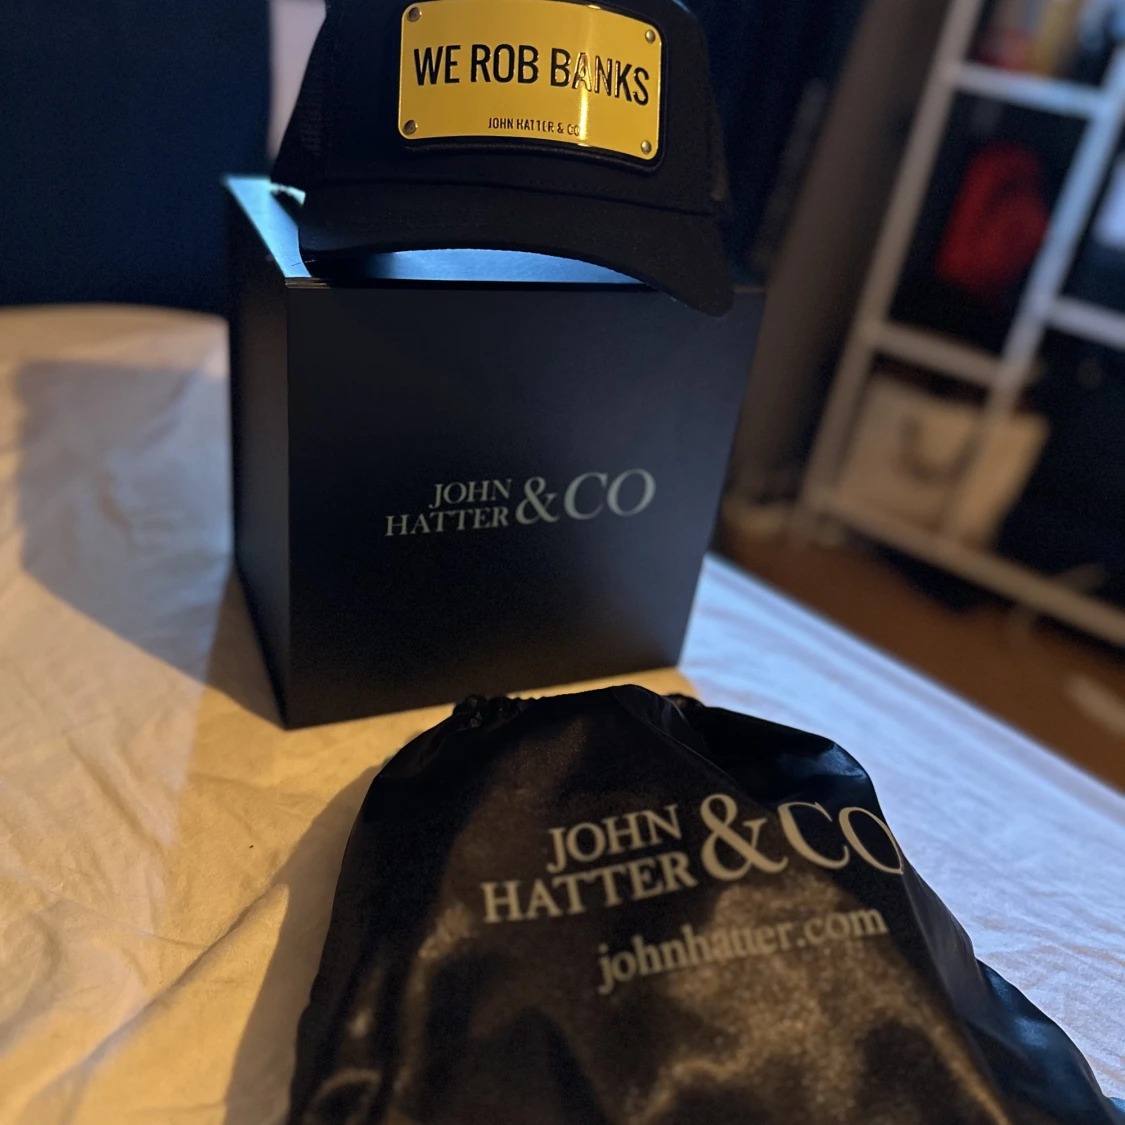 WE ROB BANKS
JOHN HATTER & CO
JOHN
HATTER & CO
JOHN
HATTER & CO
johnhatter.com